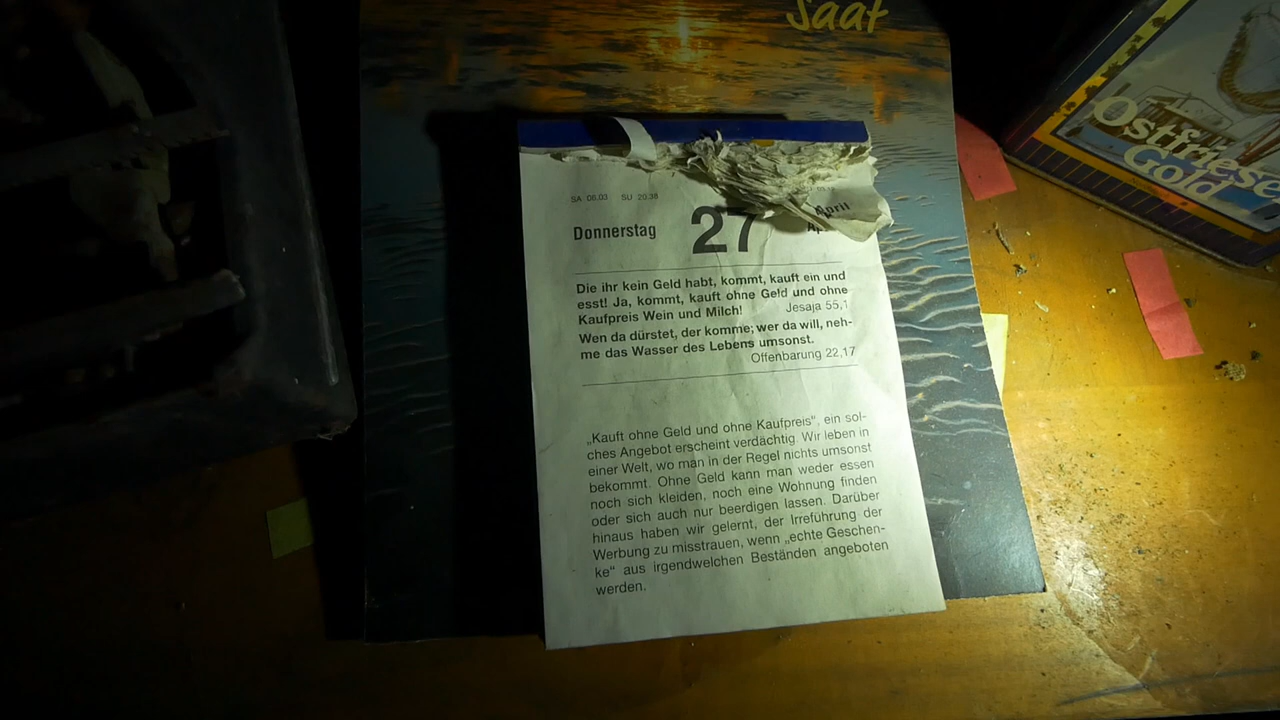 Saat
SA 06.03 SU 20.38
Donnerstag 27 April
Die ihr kein Geld habt, kommt, kauft ein und
esst! Ja, kommt, kauft ohne Geld und ohne
Kaufpreis Wein und Milch! Jesaja 55,1
Wen da dürstet, der komme; wer da will, neh-
me das Wasser des Lebens umsonst.
Offenbarung 22,17
„Kauft ohne Geld und ohne Kaufpreis“, ein sol-
ches Angebot erscheint verdächtig. Wir leben in
einer Welt, wo man in der Regel nichts umsonst
bekommt. Ohne Geld kann man weder essen
noch sich kleiden, noch eine Wohnung finden
oder sich auch nur beerdigen lassen. Darüber
hinaus haben wir gelernt, der Irreführung der
Werbung zu misstrauen, wenn „echte Geschen-
ke“ aus irgendwelchen Beständen angeboten
werden.
Ostfriese
Gold